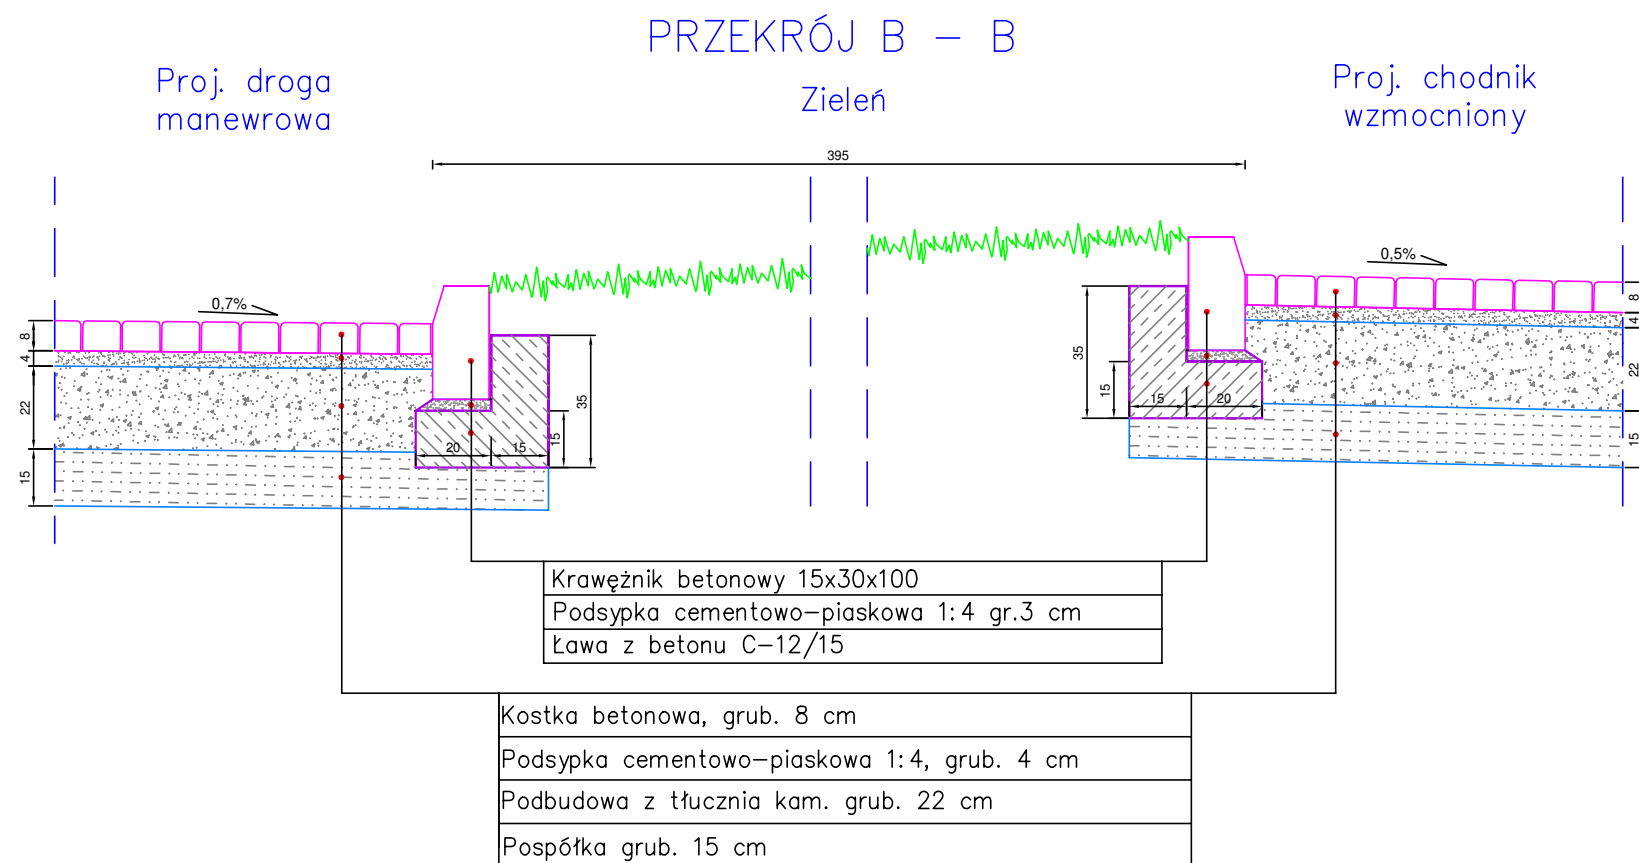 PRZEKRÓJ B – B
Proj. droga
manewrowa
Zieleń
Proj. chodnik
wzmocniony
395
0,7%
0,5%
8
4
22
15
20
15
15
35
35
15
15
20
8
4
22
15
Krawężnik betonowy 15x30x100
Podsypka cementowo–piaskowa 1:4 gr.3 cm
Ława z betonu C–12/15
Kostka betonowa, grub. 8 cm
Podsypka cementowo–piaskowa 1:4, grub. 4 cm
Podbudowa z tłucznia kam. grub. 22 cm
Pospółka grub. 15 cm